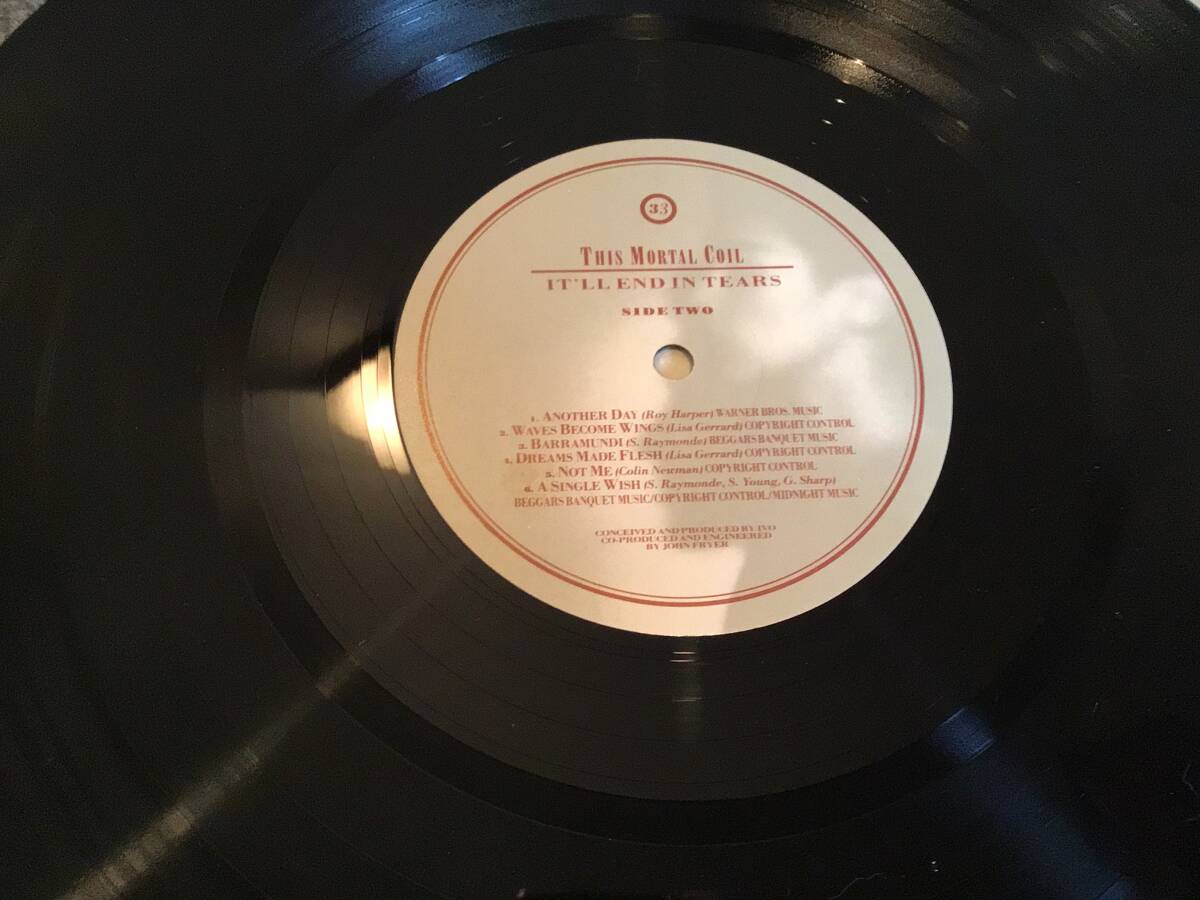 33
THIS MORTAL COIL
IT'LL END IN TEARS
SIDE TWO
1. ANOTHER DAY (Roy Harper) WARNER BROS. MUSIC
2. WAVES BECOME WINGS (Lisa Gerrard) COPYRIGHT CONTROL
3. BARRAMUNDI (S. Raymonde) BEGGARS BANQUET MUSIC
4. DREAMS MADE FLESH (Lisa Gerrard) COPYRIGHT CONTROL
5. NOT ME (Colin Newman) COPYRIGHT CONTROL
6. A SINGLE WISH (S. Raymonde, S. Young, G. Sharp)
BEGGARS BANQUET MUSIC/COPYRIGHT CONTROL/MIDNIGHT MUSIC
CONCEIVED AND PRODUCED BY IVO
CO-PRODUCED AND ENGINEERED
BY JOHN FRYER